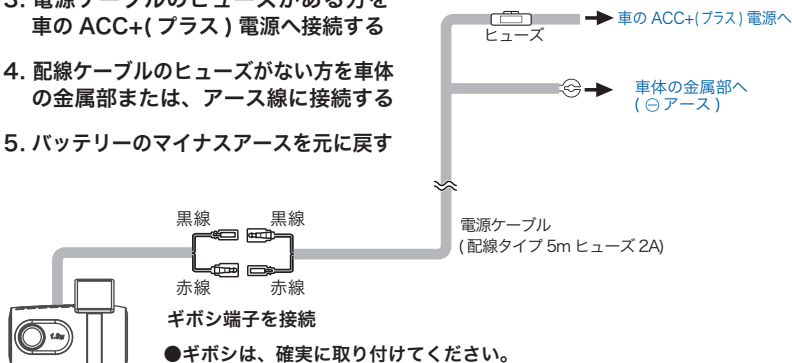 3. 電源ケーブルのヒューズがある方を
車の ACC+( プラス ) 電源へ接続する
4. 配線ケーブルのヒューズがない方を車体
の金属部または、アース線に接続する
5. バッテリーのマイナスアースを元に戻す
ヒューズ
車の ACC+(プラス) 電源へ
車体の金属部へ
( ⊖ アース )
電源ケーブル
( 配線タイプ 5m ヒューズ 2A)
黒線
黒線
赤線
赤線
ギボシ端子を接続
●ギボシは、確実に取り付けてください。